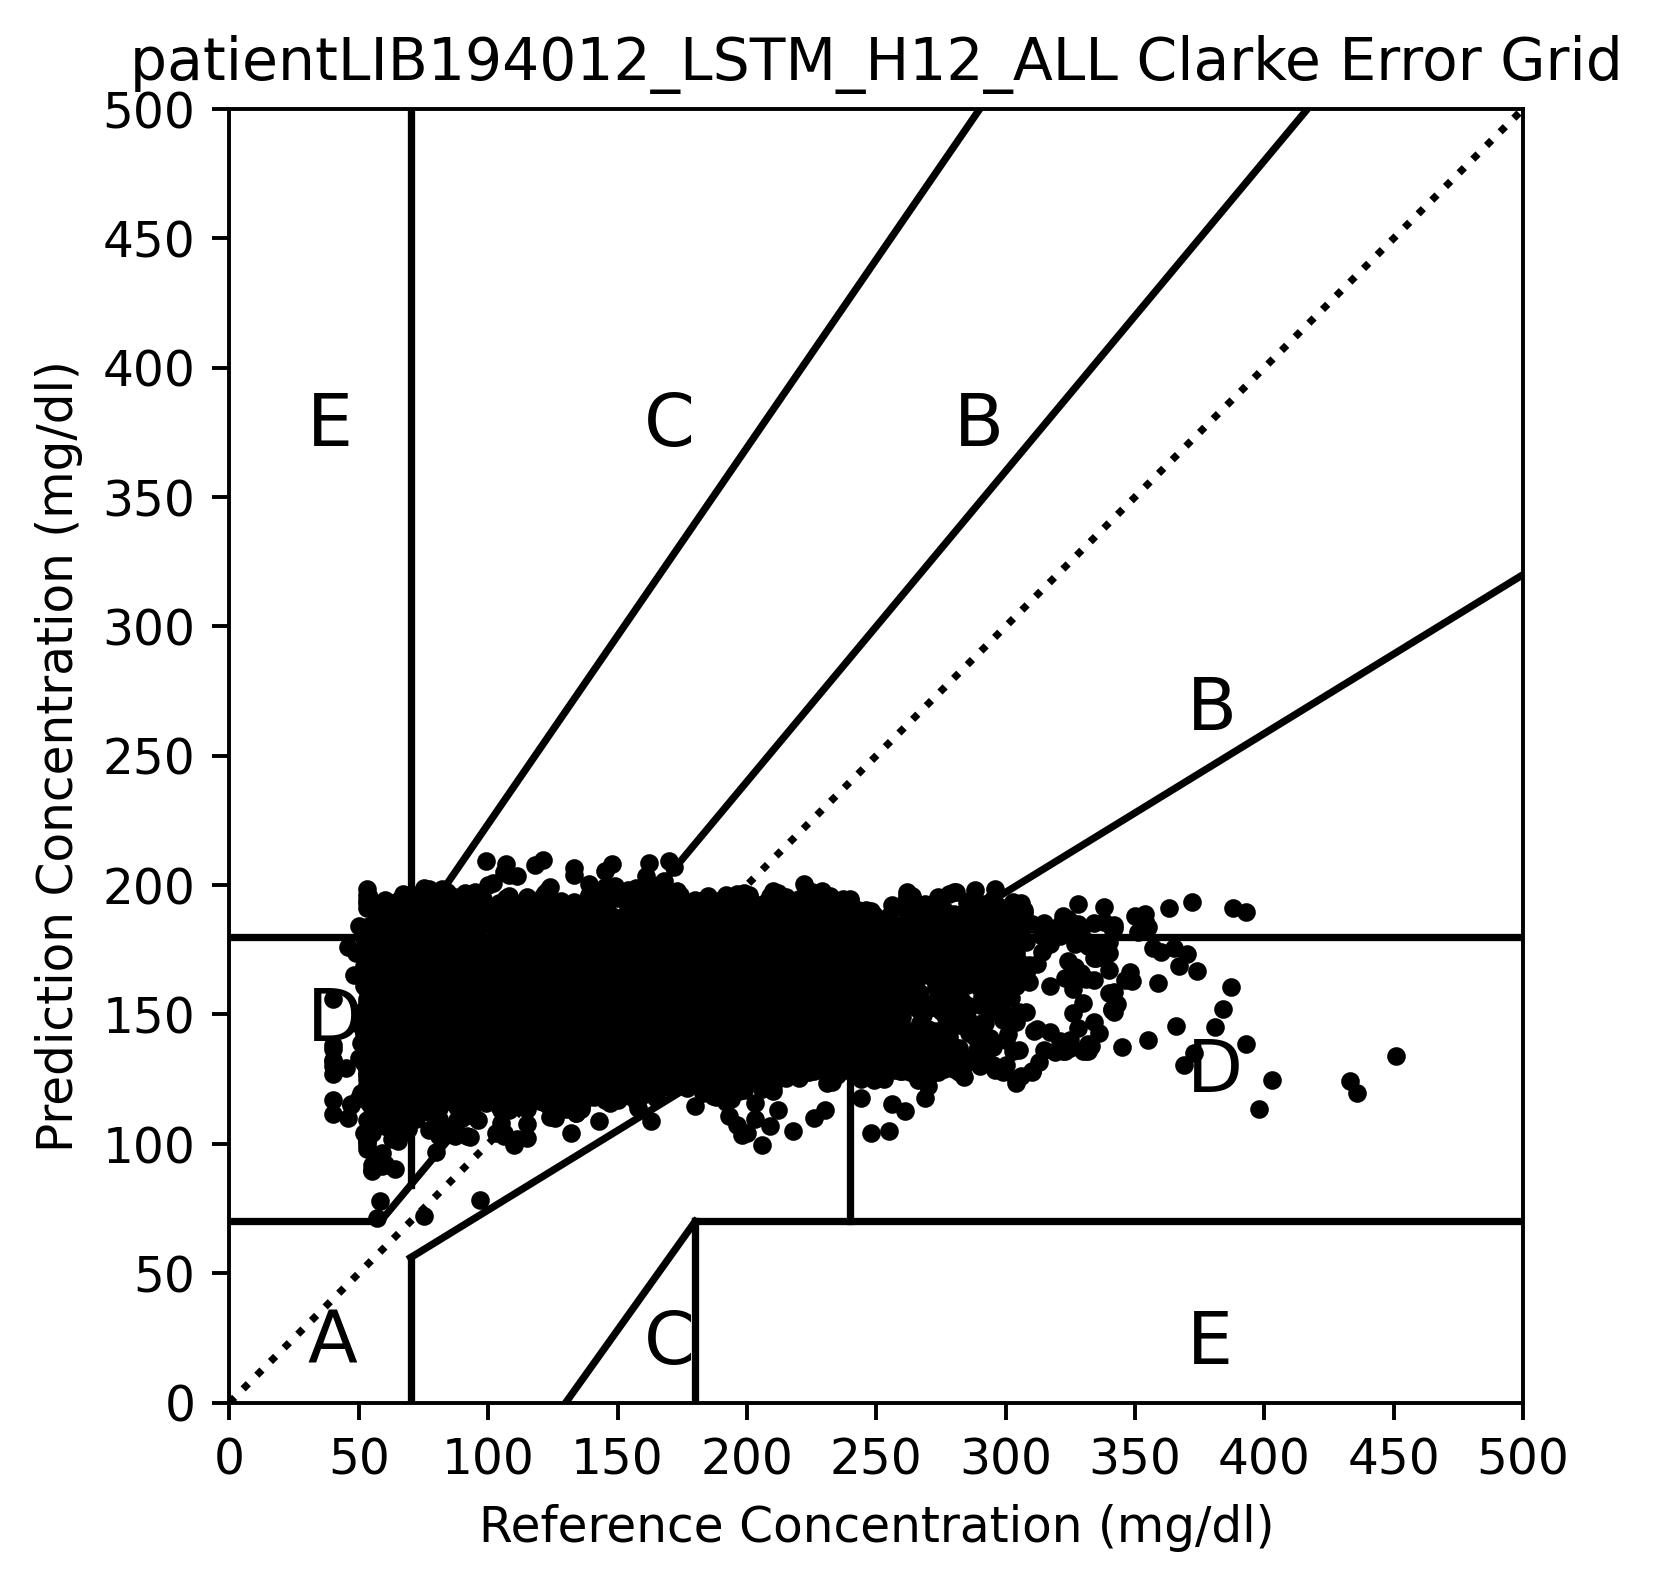 patientLIB194012_LSTM_H12_ALL Clarke Error Grid
Prediction Concentration (mg/dl)
500
450
400
350
300
250
200
150
100
50
0
E
C
B
B
D
D
A
C
E
0 50 100 150 200 250 300 350 400 450 500
Reference Concentration (mg/dl)